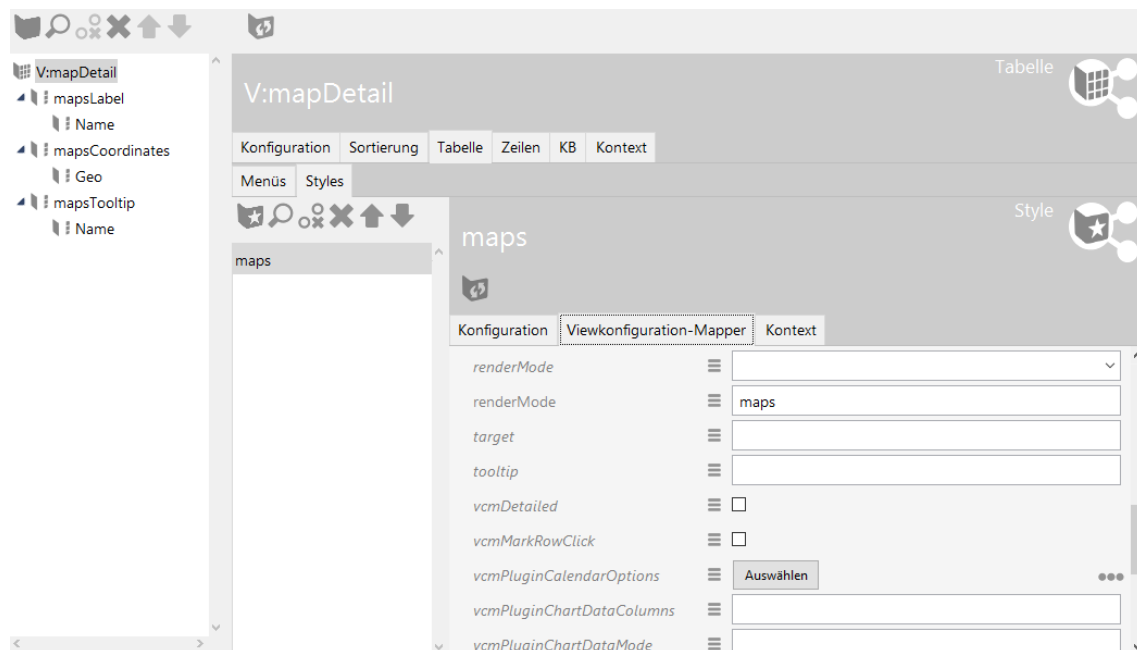 V:mapDetail
mapsLabel
Name
mapsCoordinates
Geo
mapsTooltip
Name
Tabelle
V:mapDetail
Konfiguration Sortierung Tabelle Zeilen KB Kontext
Menüs Styles
maps
Style
maps
Konfiguration Viewkonfiguration-Mapper Kontext
renderMode
renderMode maps
target
tooltip
vcmDetailed
vcmMarkRowClick
vcmPluginCalendarOptions Auswählen
vcmPluginChartDataColumns
vcmPluginChartDataMode